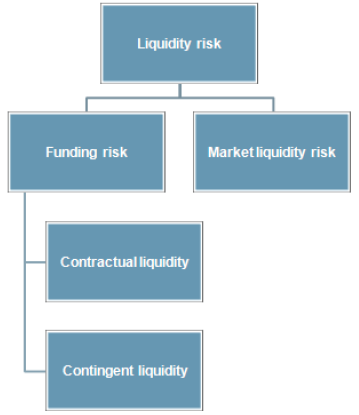 Liquidity risk
Funding risk
Market liquidity risk
Contractual liquidity
Contingent liquidity